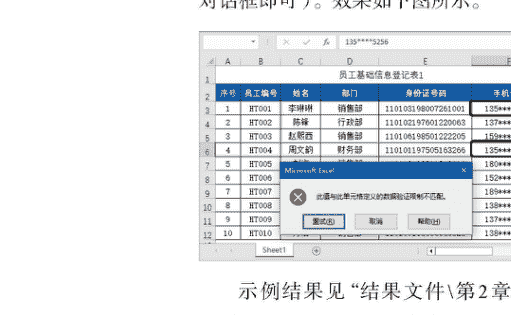 对话框即可）。效果如下图所示。
135****5256
A B C D E
员工基础信息登记表1
序号 员工编号 姓名 部门 身份证号码 手机
1 HT001 李琳琳 销售部 110103198007261001 135***
2 HT002 陈锋 行政部 110102197601220063 137***
3 HT003 赵熙西 销售部 110106198501222205 159***
4 HT004 周文韵 财务部 110101197505163266 135***
5 HT005 180***
6 HT006 152***
7 HT007 189***
8 HT008 138***
9 HT009 137***
10 HT010 138***
Microsoft Excel
此值与此单元格定义的数据验证限制不匹配。
重试(R) 取消 帮助(H)
Sheet1
示例结果见“结果文件\第2章